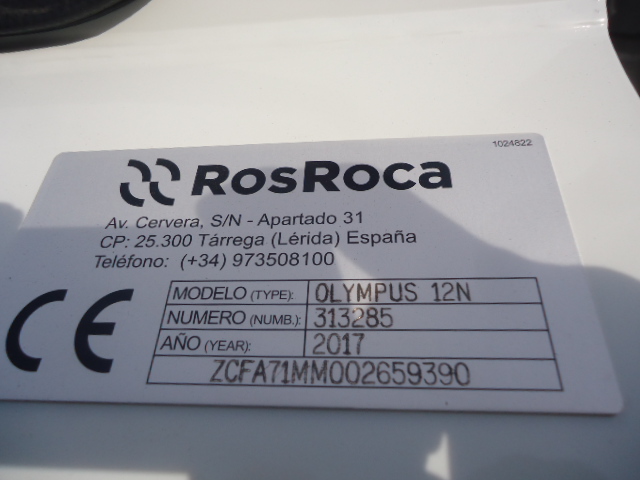 1024822
RosRoca
Av. Cervera, S/N - Apartado 31
CP: 25.300 Tárrega (Lérida) España
Teléfono: (+34) 973508100
CE
MODELO (TYPE): OLYMPUS 12N
NUMERO (NUMB.): 313285
AÑO (YEAR): 2017
ZCFA71MM002659390